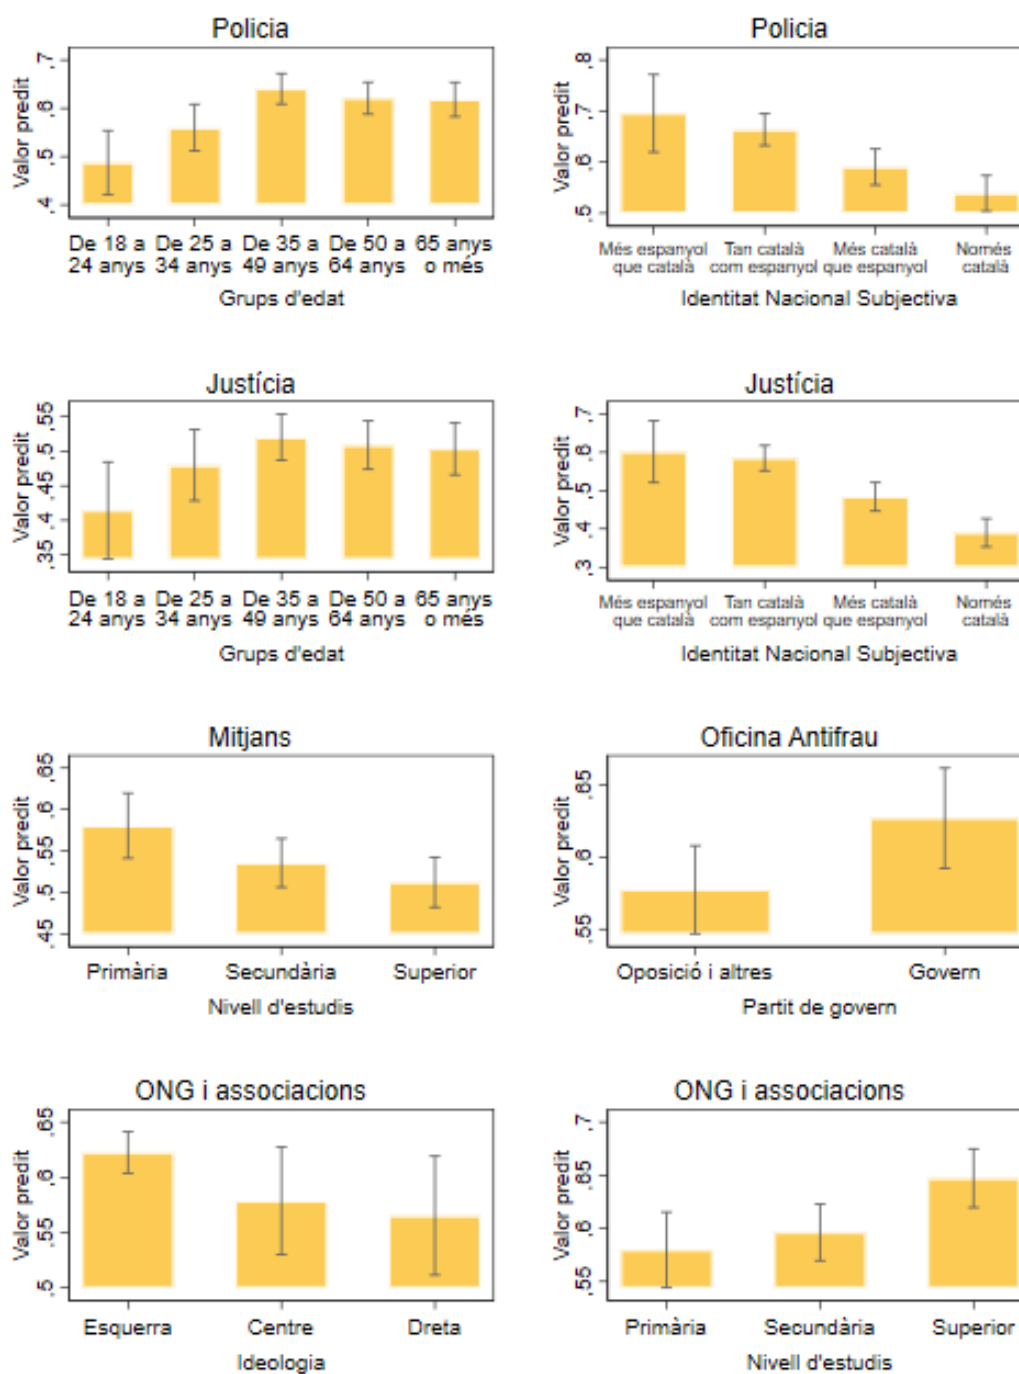 Policia
Valor predit
,7
,6
,5
,4
De 18 a De 25 a De 35 a De 50 a 65 anys
24 anys 34 anys 49 anys 64 anys o més
Grups d'edat
Policia
Valor predit
,8
,7
,6
,5
Més espanyol Tan català Més català Només
que català com espanyol que espanyol català
Identitat Nacional Subjectiva
Justícia
Valor predit
,55
,5
,45
,4
,35
De 18 a De 25 a De 35 a De 50 a 65 anys
24 anys 34 anys 49 anys 64 anys o més
Grups d'edat
Justícia
Valor predit
,7
,6
,5
,4
,3
Més espanyol Tan català Més català Només
que català com espanyol que espanyol català
Identitat Nacional Subjectiva
Mitjans
Valor predit
,65
,6
,55
,5
,45
Primària Secundària Superior
Nivell d'estudis
Oficina Antifrau
Valor predit
,65
,6
,55
Oposició i altres Govern
Partit de govern
ONG i associacions
Valor predit
,65
,6
,55
,5
Esquerra Centre Dreta
Ideologia
ONG i associacions
Valor predit
,7
,65
,6
,55
Primària Secundària Superior
Nivell d'estudis